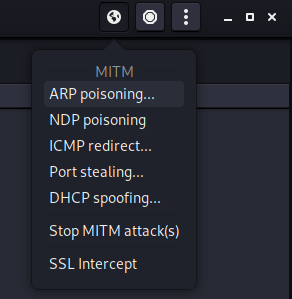 MITM
ARP poisoning...
NDP poisoning
ICMP redirect...
Port stealing...
DHCP spoofing...
Stop MITM attack(s)
SSL Intercept